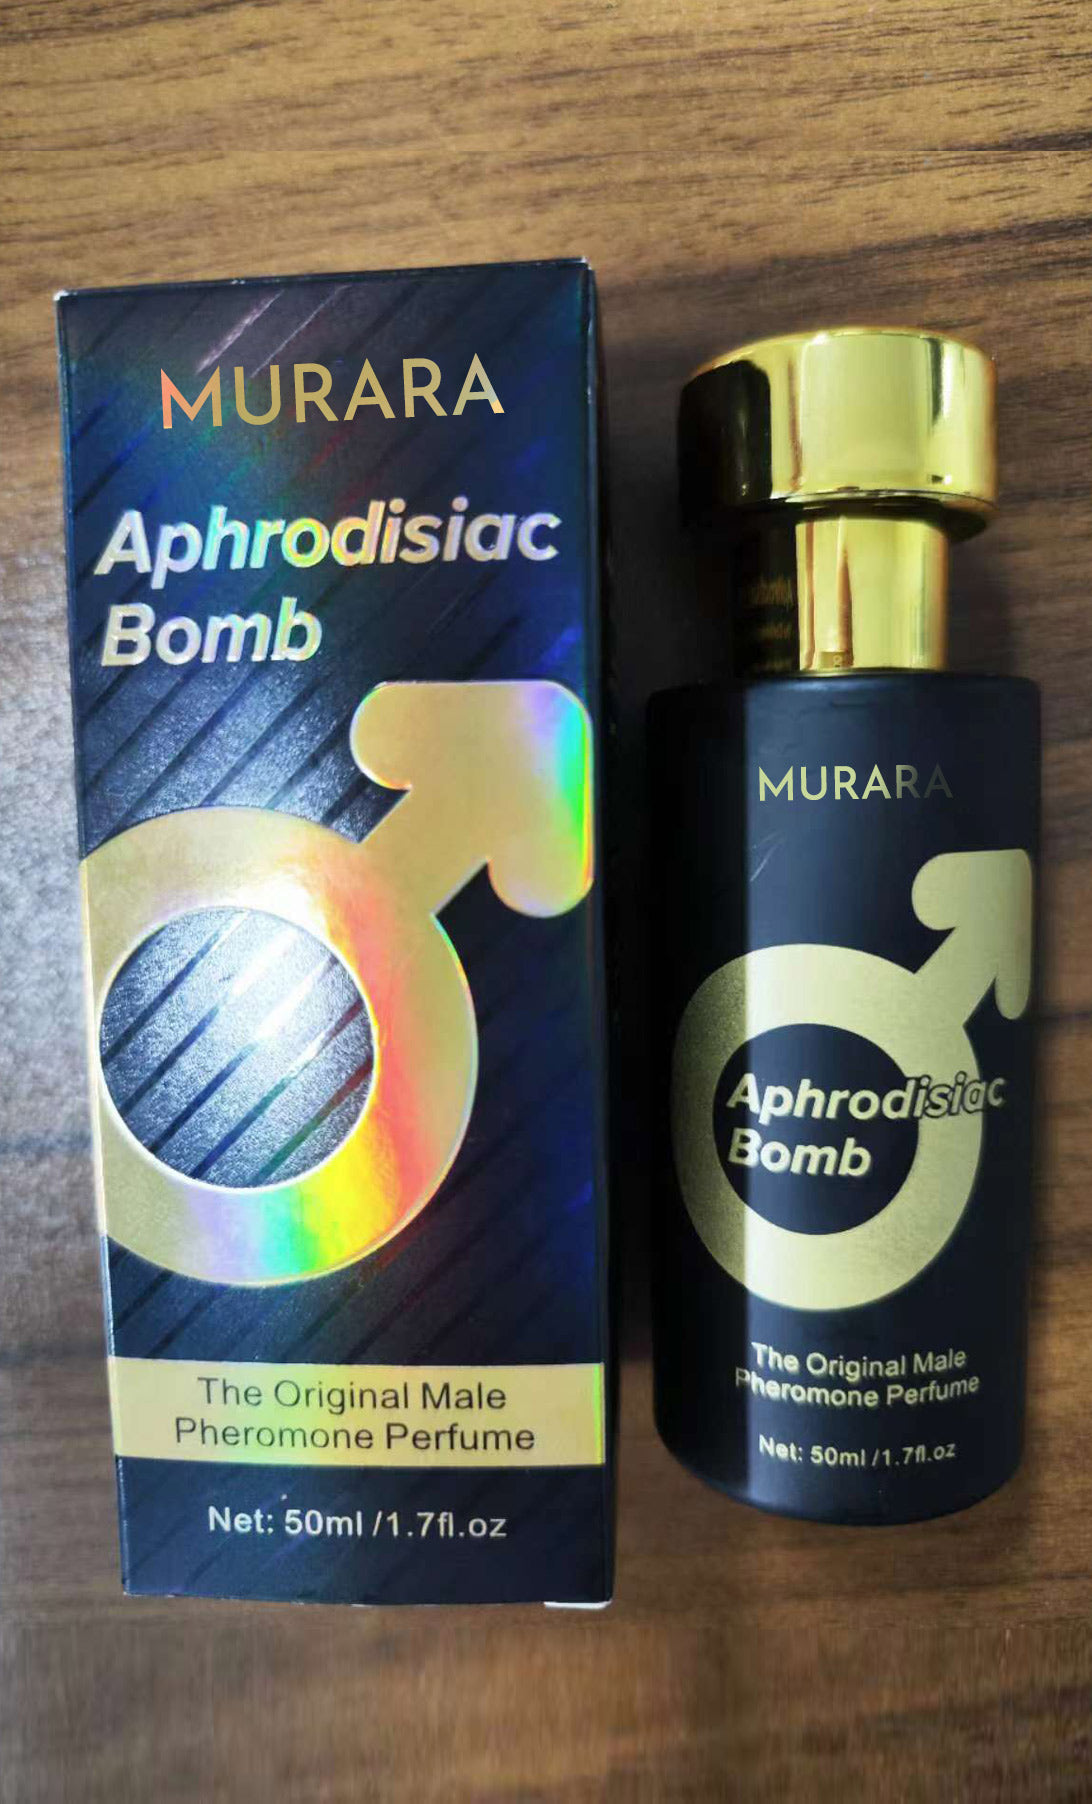 MURARA
Aphrodisiac
Bomb
The Original Male
Pheromone Perfume
Net: 50ml /1.7fl.oz
MURARA
Aphrodisiac
Bomb
The Original Male
Pheromone Perfume
Net: 50ml /1.7fl.oz